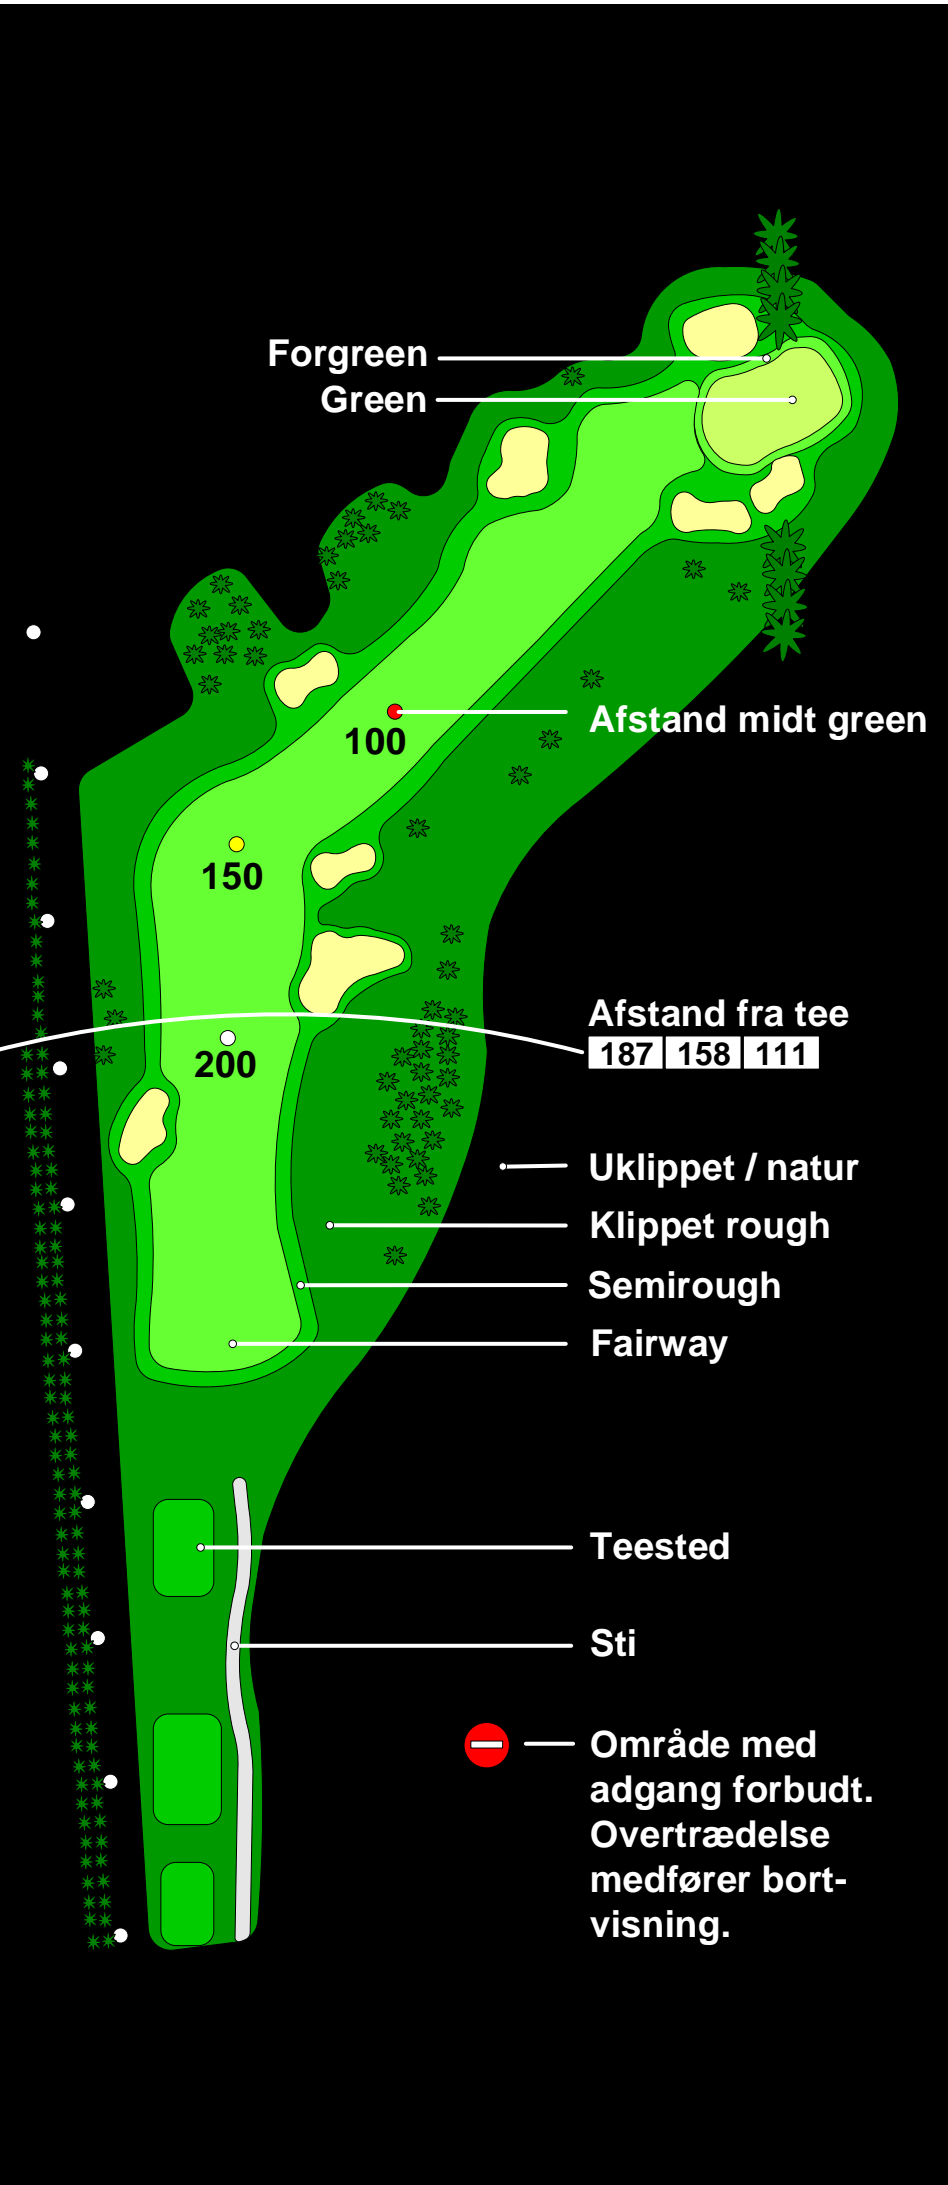 Forgreen
Green
Afstand midt green
100
150
Afstand fra tee
187 158 111
200
Uklippet / natur
Klippet rough
Semirough
Fairway
Teested
Sti
Område med
adgang forbudt.
Overtrædelse
medfører bort-
visning.